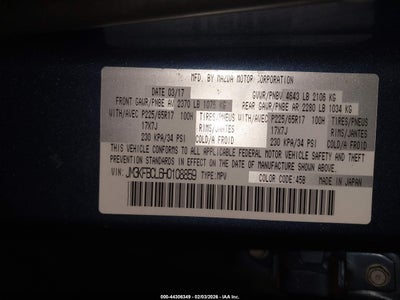 MFD. BY MAZDA MOTOR CORPORATION
DATE 03/17 GVWR/PNBV 4643 LB 2106 KG
FRONT GAWR/PNBE AV 2370 LB 1075 KG REAR GAWR/PNBE AR 2280 LB 1034 KG
WITH/AVEC P225/65R17 100H TIRES/PNEUS WITH/AVEC P225/65R17 100H TIRES/PNEUS
17X7J RIMS/JANTES 17X7J RIMS/JANTES
230 KPA/34 PSI COLD/A FROID 230 KPA/34 PSI COLD/A FROID
THIS VEHICLE CONFORMS TO ALL APPLICABLE FEDERAL MOTOR VEHICLE SAFETY AND THEFT
PREVENTION STANDARDS IN EFFECT ON THE DATE OF MANUFACTURE SHOWN ABOVE.
COLOR CODE: 45B MADE IN JAPAN
VIN: TYPE: MPV
000-44308349 - 02/03/2026 - IAA, LLC